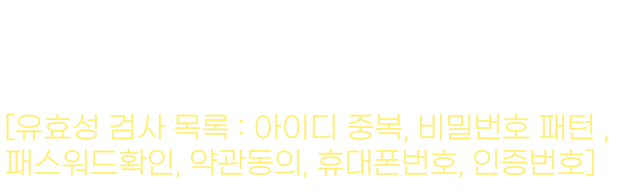 [유효성 검사 목록 : 아이디 중복, 비밀번호 패턴 ,
패스워드확인, 약관동의, 휴대폰번호, 인증번호]